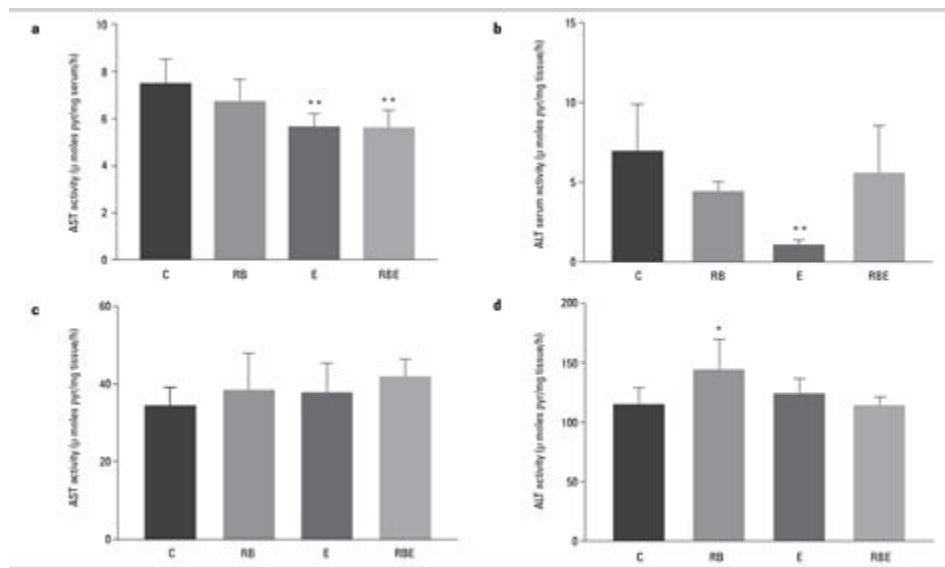 a
AST activity (μ moles pyr/mg serum/h)
10
8
6
4
2
0
**
**
C RB E RBE
b
ALT serum activity (μ moles pyr/mg tissue/h)
15
10
5
0
**
C RB E RBE
c
AST activity (μ moles pyr/mg tissue/h)
60
40
20
0
C RB E RBE
d
ALT activity (μ moles pyr/mg tissue/h)
200
150
100
50
0
*
C RB E RBE